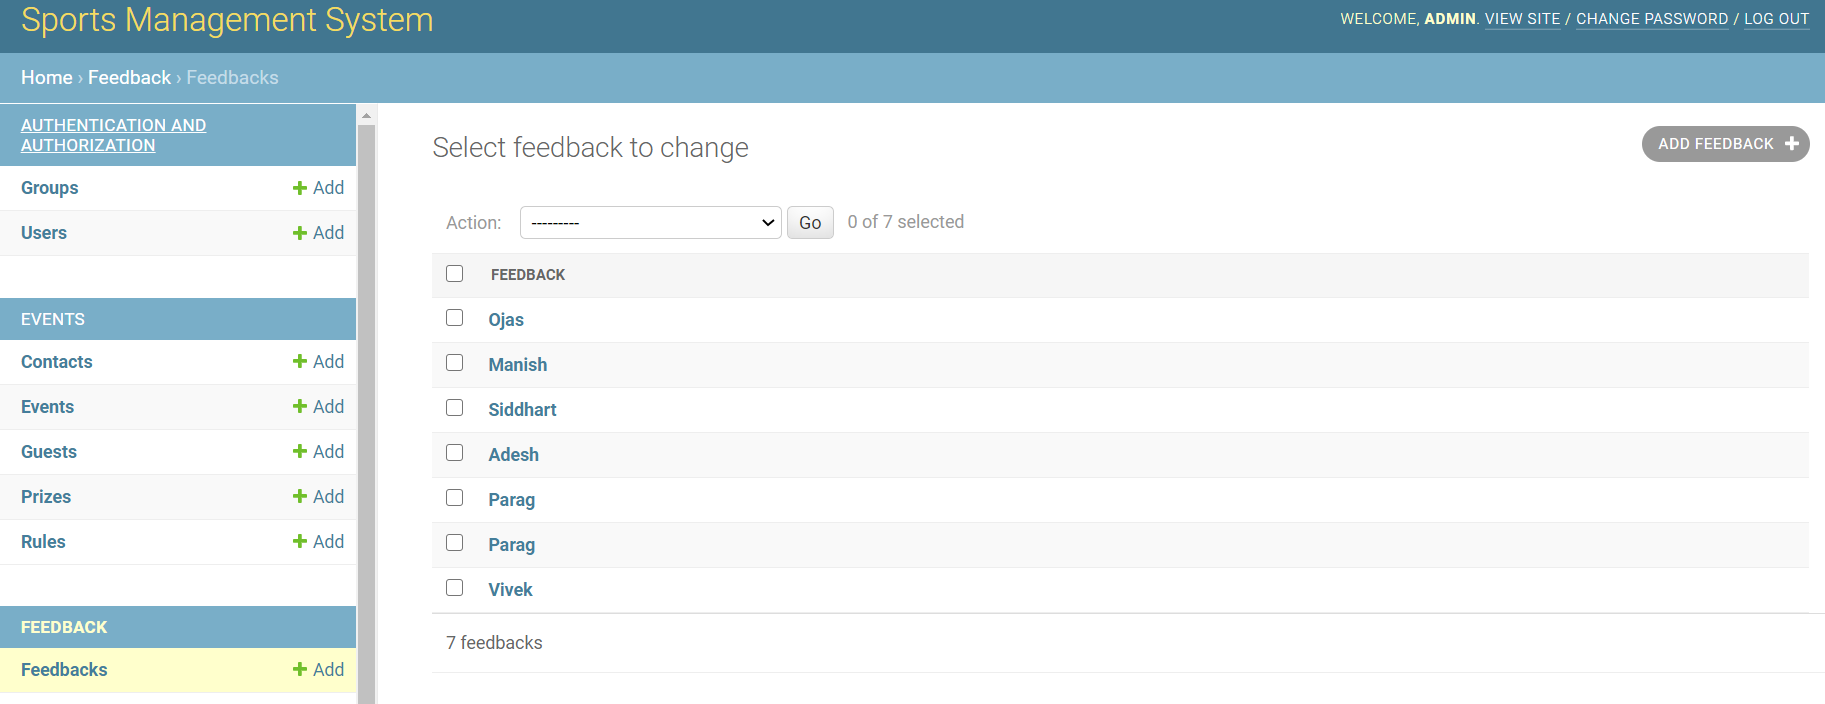 Sports Management System
WELCOME, ADMIN. VIEW SITE / CHANGE PASSWORD / LOG OUT
Home › Feedback › Feedbacks
AUTHENTICATION AND
AUTHORIZATION
Groups + Add
Users + Add
EVENTS
Contacts + Add
Events + Add
Guests + Add
Prizes + Add
Rules + Add
FEEDBACK
Feedbacks + Add
Select feedback to change
ADD FEEDBACK +
Action: --------- Go 0 of 7 selected
FEEDBACK
Ojas
Manish
Siddhart
Adesh
Parag
Parag
Vivek
7 feedbacks